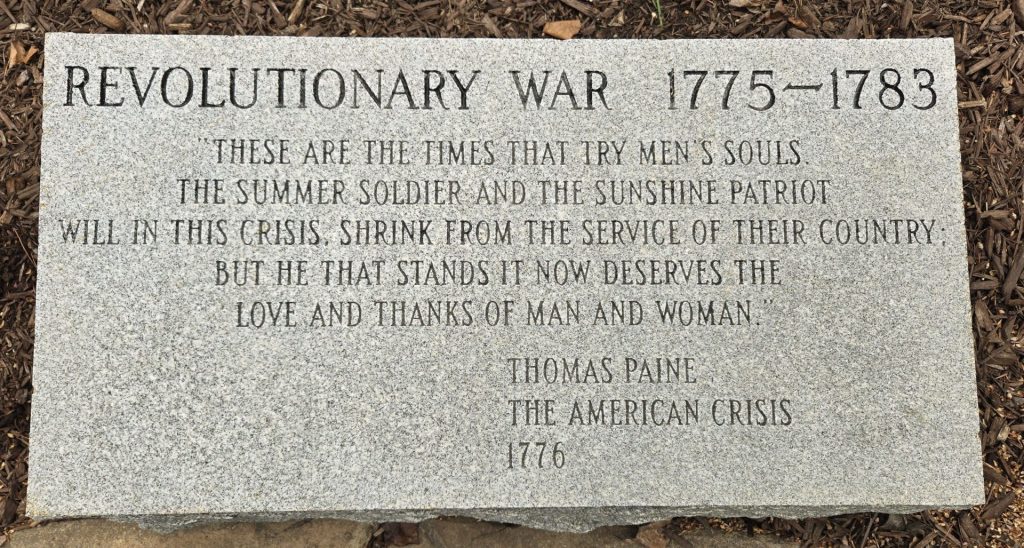 REVOLUTIONARY WAR 1775-1783
"THESE ARE THE TIMES THAT TRY MEN'S SOULS.
THE SUMMER SOLDIER AND THE SUNSHINE PATRIOT
WILL IN THIS CRISIS, SHRINK FROM THE SERVICE OF THEIR COUNTRY;
BUT HE THAT STANDS IT NOW DESERVES THE
LOVE AND THANKS OF MAN AND WOMAN."
THOMAS PAINE
THE AMERICAN CRISIS
1776